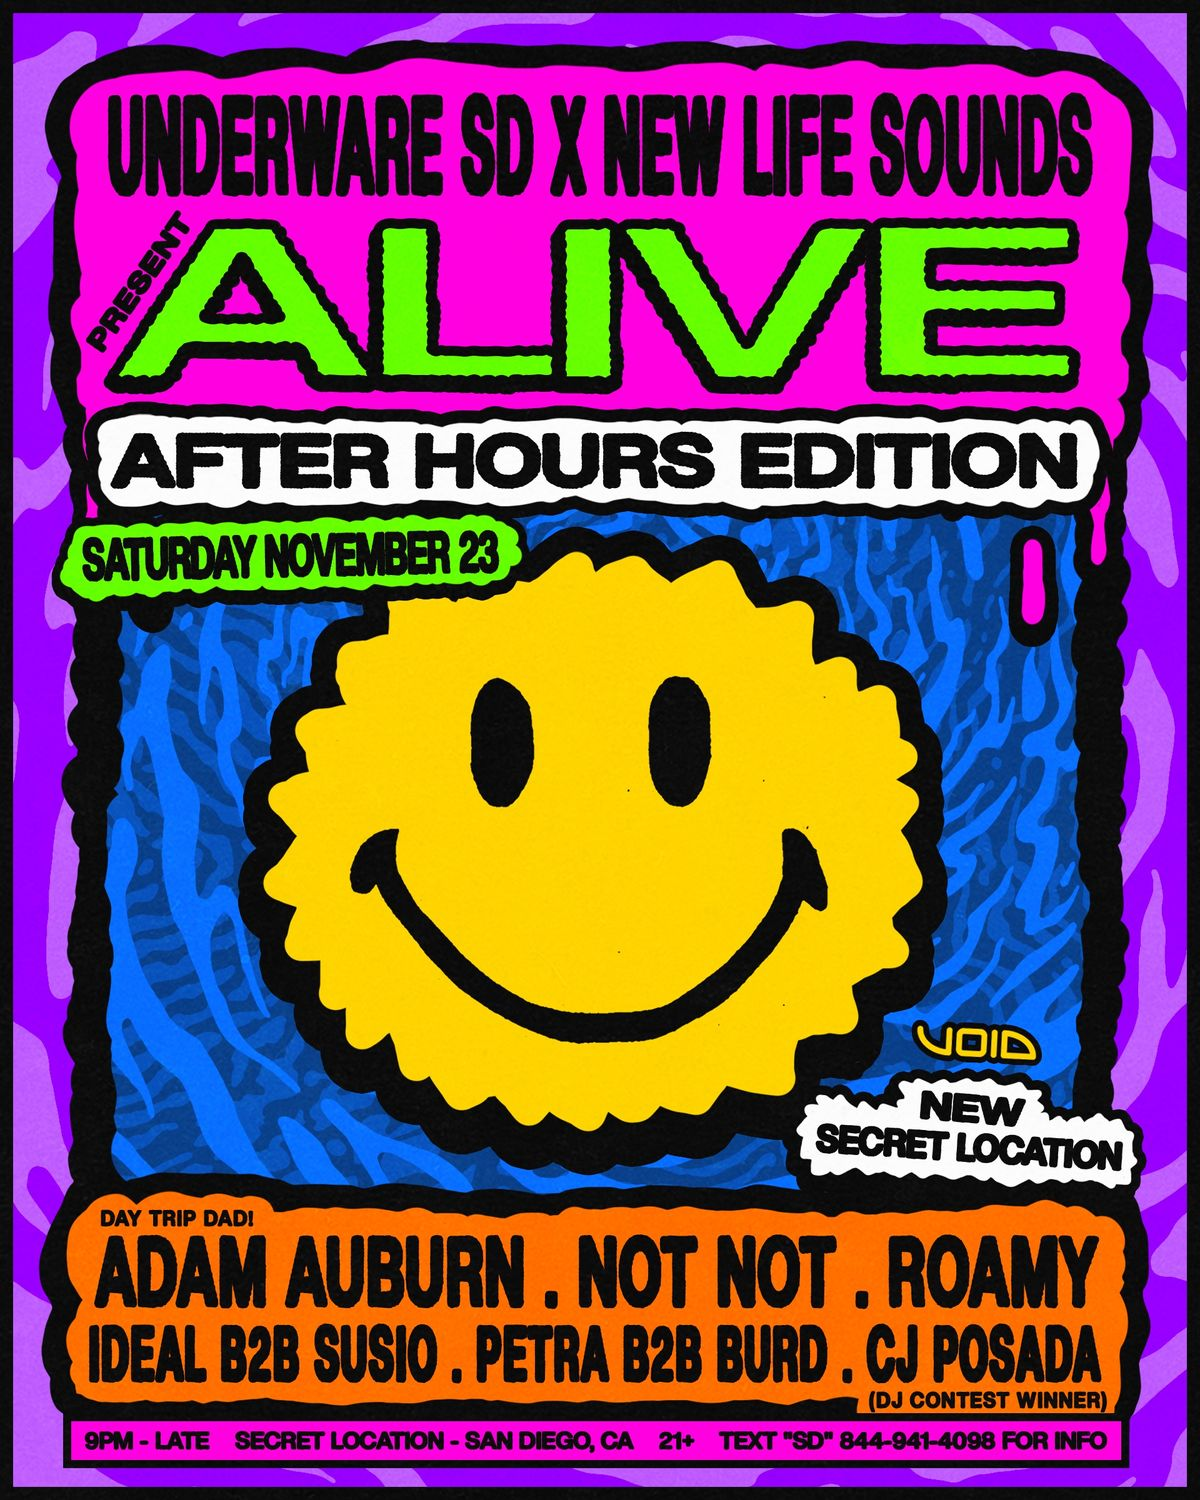 UNDERWARE SD X NEW LIFE SOUNDS
PRESENT
ALIVE
AFTER HOURS EDITION
SATURDAY NOVEMBER 23
VOID
NEW
SECRET LOCATION
DAY TRIP DAD!
ADAM AUBURN . NOT NOT . ROAMY
IDEAL B2B SUSIO . PETRA B2B BURD . CJ POSADA
(DJ CONTEST WINNER)
9PM - LATE SECRET LOCATION - SAN DIEGO, CA 21+ TEXT "SD" 844-941-4098 FOR INFO